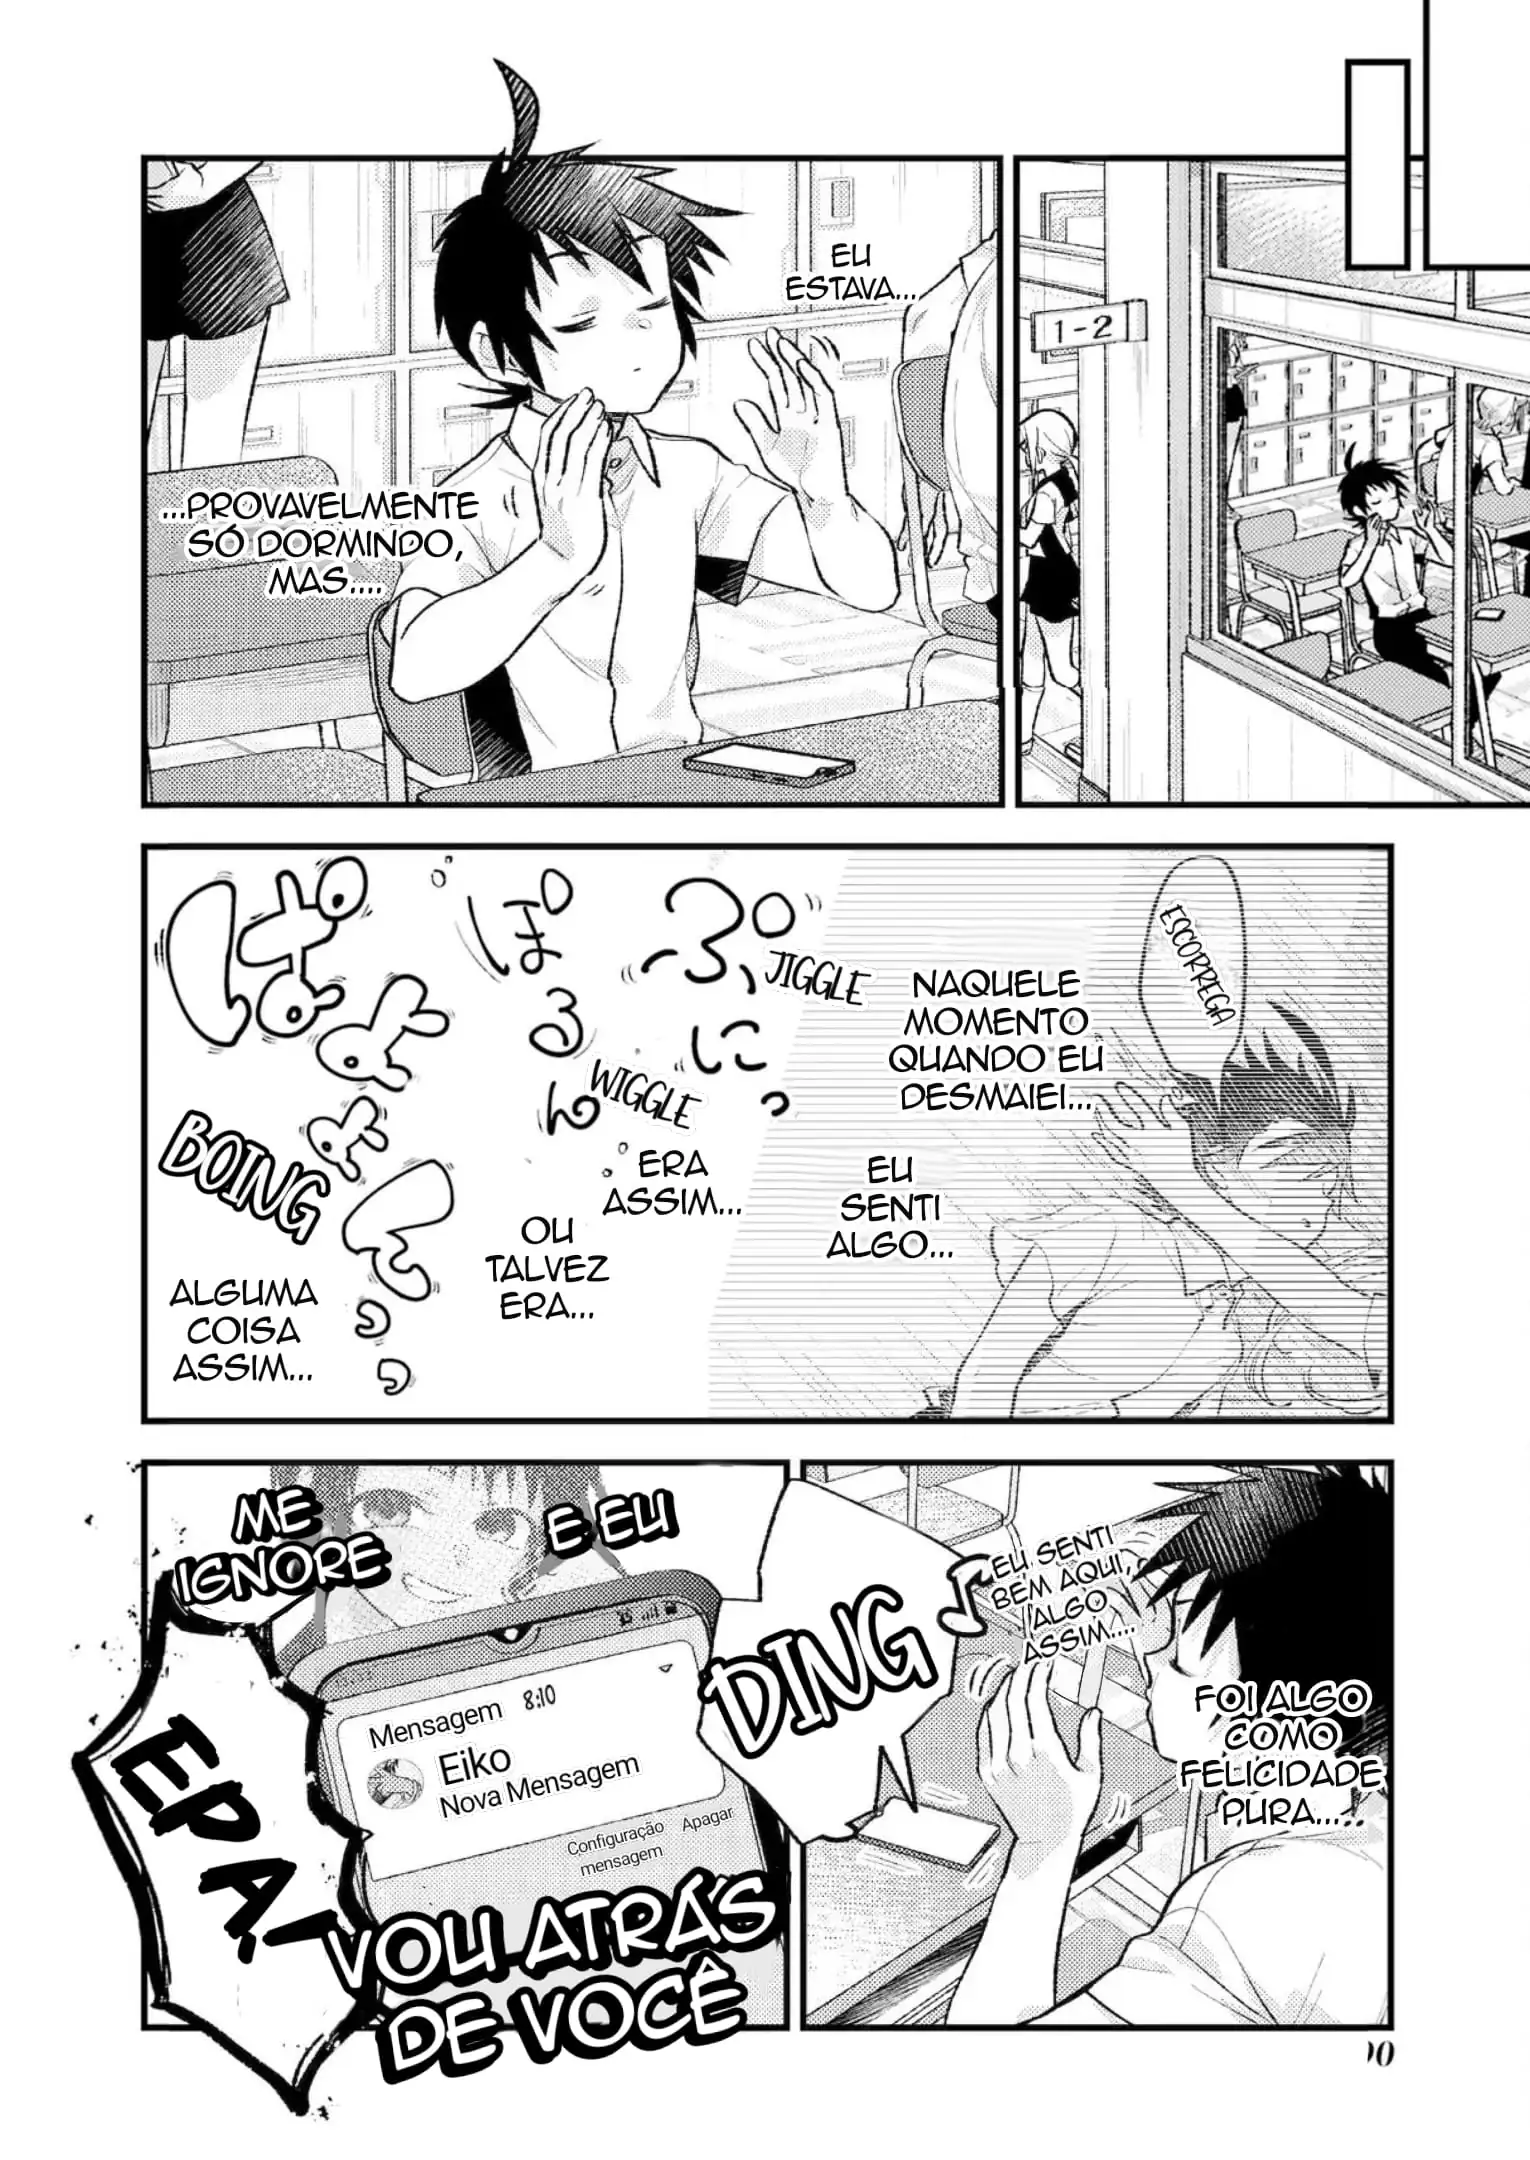 1-2
EU
ESTAVA...
...PROVAVELMENTE
SÓ DORMINDO,
MAS....
ESCORREGA
NAQUELE
MOMENTO
QUANDO EU
DESMAIEI...
EU
SENTI
ALGO...
ぷに
っ
JIGGLE
ERA
ASSIM...
ぽるん
WIGGLE
OU
TALVEZ
ERA...
ばいんっ
BOING
ALGUMA
COISA
ASSIM...
EU SENTI
BEM AQUI,
ALGO
ASSIM....
FOI ALGO
COMO
FELICIDADE
PURA...
DING
ME
IGNORE
E EU
Mensagem 8:10
Eiko
Nova Mensagem
Configuração
mensagem
Apagar
VOU ATRÁS
DE VOCÊ
EPA!